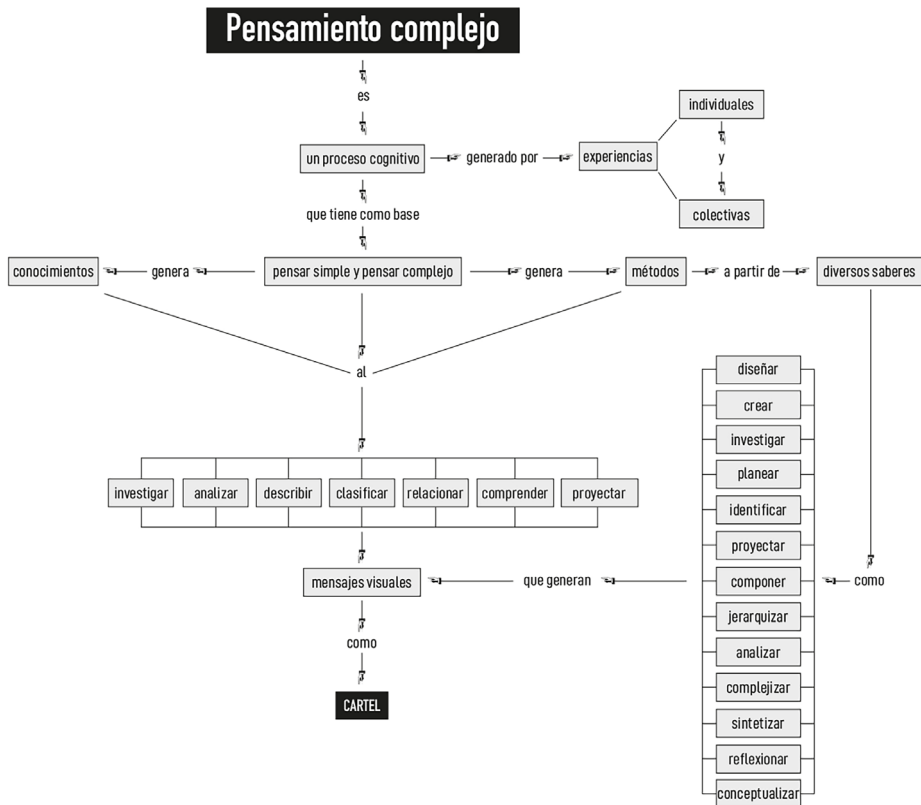 Pensamiento complejo
es
individuales
un proceso cognitivo
generado por
experiencias
y
que tiene como base
colectivas
conocimientos
genera
pensar simple y pensar complejo
genera
métodos
a partir de
diversos saberes
al
diseñar
crear
investigar
planear
identificar
proyectar
componer
jerarquizar
analizar
complejizar
sintetizar
reflexionar
conceptualizar
como
investigar
analizar
describir
clasificar
relacionar
comprender
proyectar
mensajes visuales
que generan
como
CARTEL